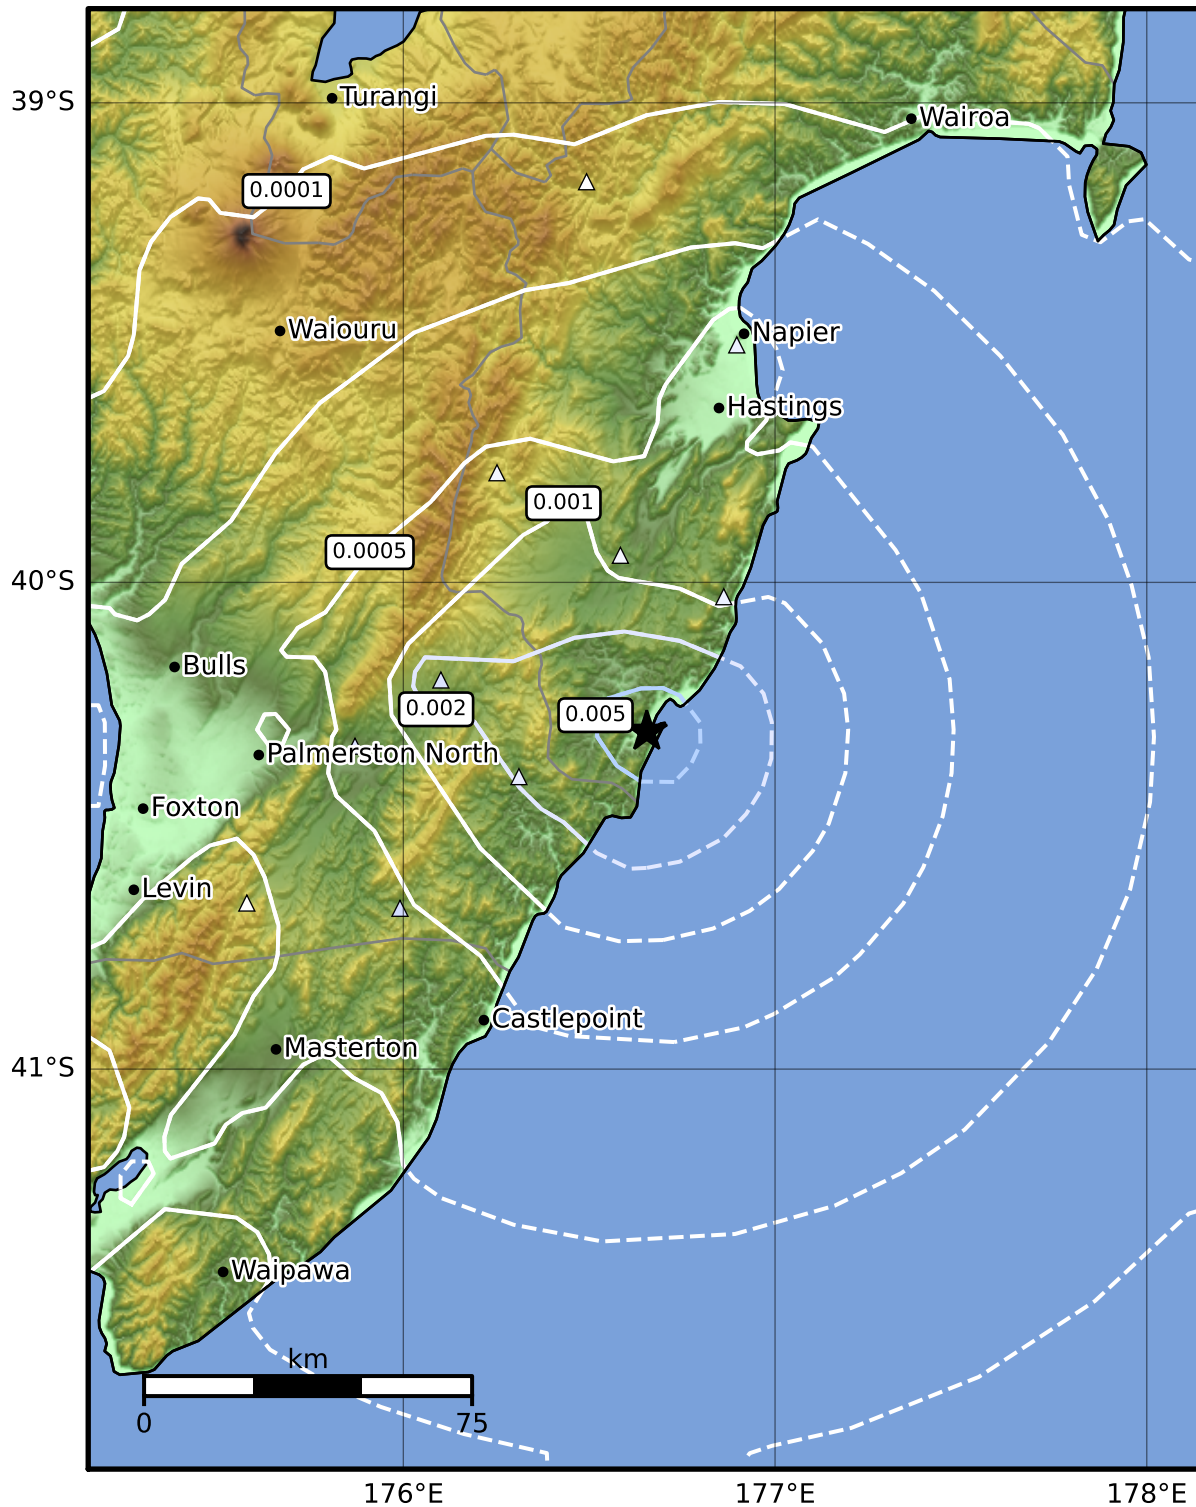 Turangi
39°S
Wairoa
0.0001
Waiouru
Napier
Hastings
0.001
0.0005
40°S
Bulls
0.002
0.005
Palmerston North
Foxton
Levin
Castlepoint
Masterton
41°S
Waipawa
km
0
75
176°E
177°E
178°E